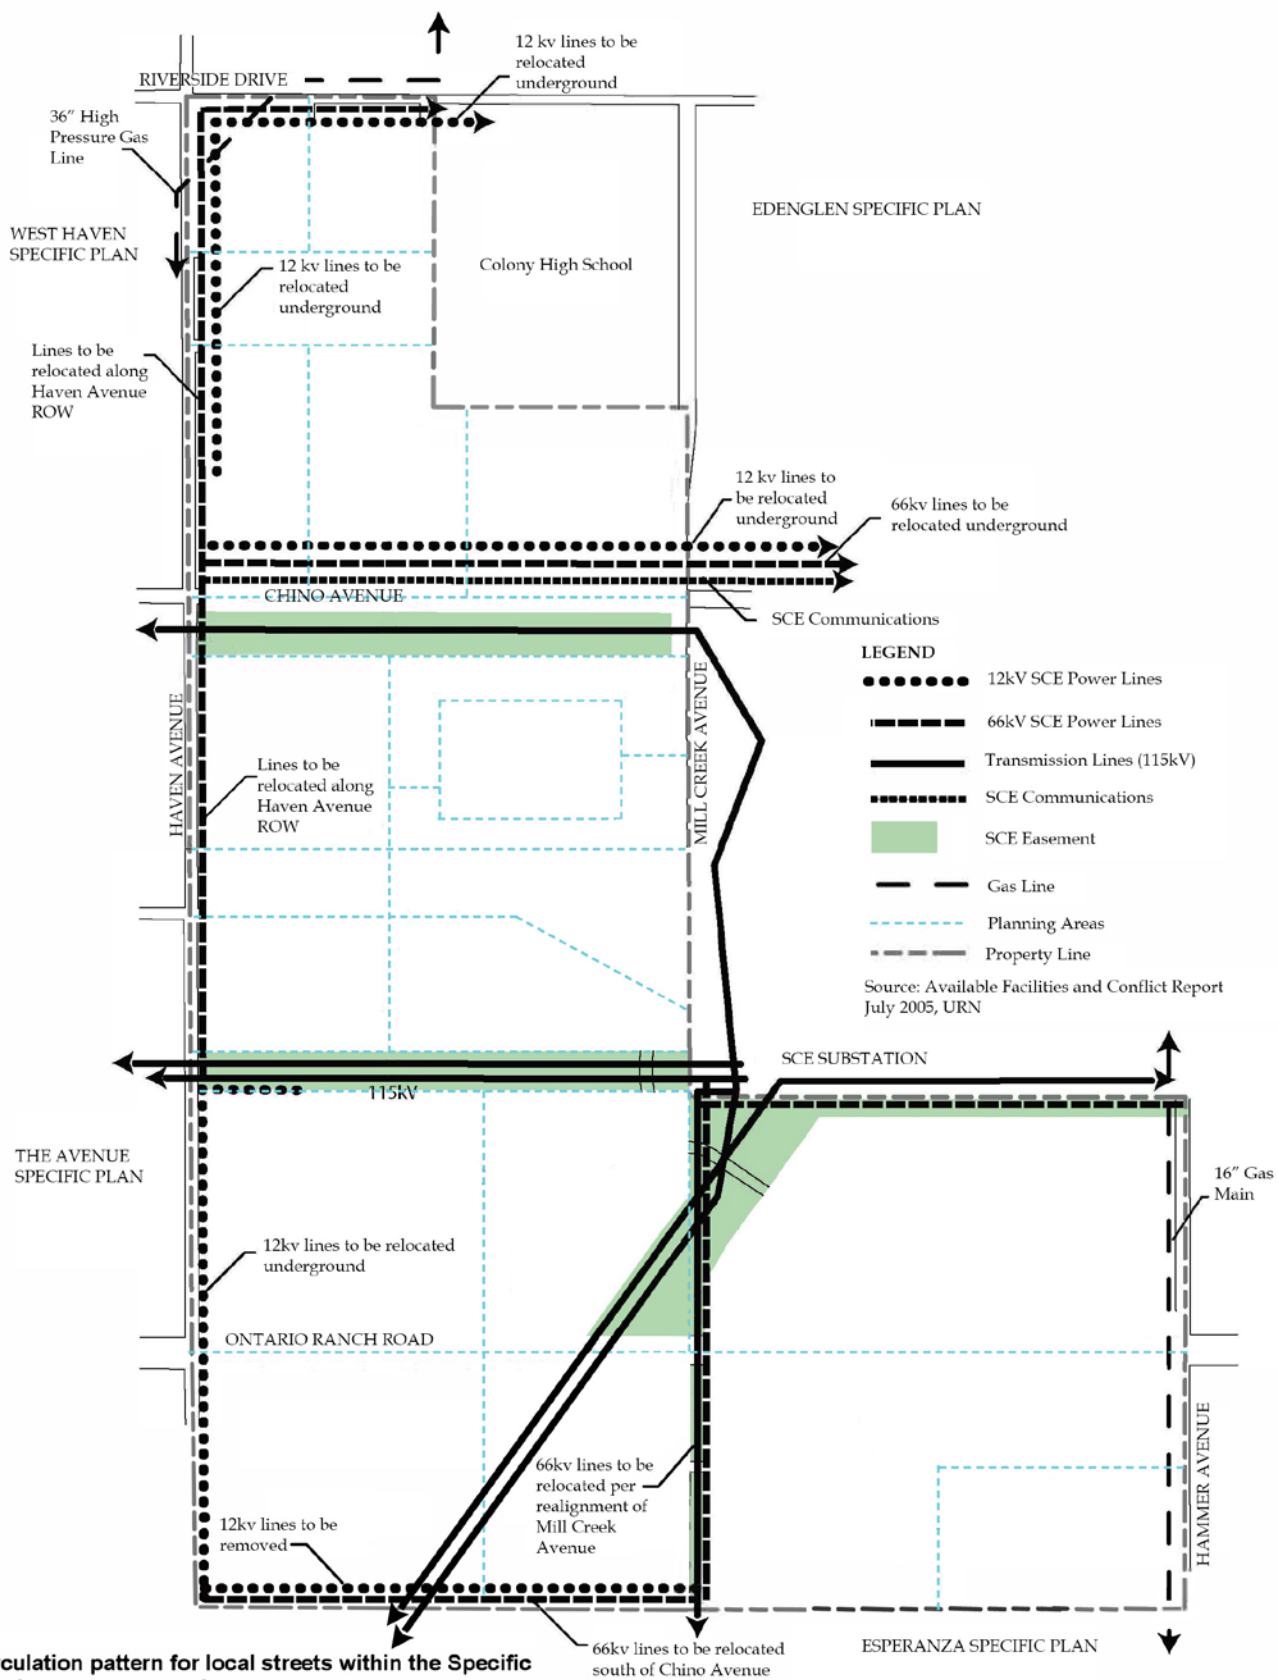 12 kv lines to be
relocated
underground
RIVERSIDE DRIVE
36" High
Pressure Gas
Line
EDENGLEN SPECIFIC PLAN
WEST HAVEN
SPECIFIC PLAN
Colony High School
12 kv lines to be
relocated
underground
Lines to be
relocated along
Haven Avenue
ROW
12 kv lines to
be relocated
underground
66kv lines to be
relocated underground
CHINO AVENUE
SCE Communications
LEGEND
12kV SCE Power Lines
66kV SCE Power Lines
Transmission Lines (115kV)
SCE Communications
SCE Easement
Gas Line
Planning Areas
Property Line
Source: Available Facilities and Conflict Report
July 2005, URN
HAVEN AVENUE
MILL CREEK AVENUE
Lines to be
relocated along
Haven Avenue
ROW
SCE SUBSTATION
115kV
THE AVENUE
SPECIFIC PLAN
16" Gas
Main
12kv lines to be relocated
underground
ONTARIO RANCH ROAD
66kv lines to be
relocated per
realignment of
Mill Creek
Avenue
HAMMER AVENUE
12kv lines to be
removed
66kv lines to be relocated
south of Chino Avenue
ESPERANZA SPECIFIC PLAN
rculation pattern for local streets within the Specific